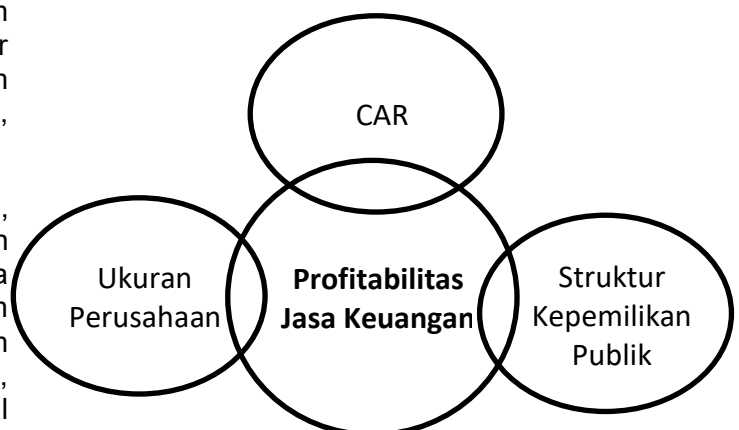 CAR
Ukuran
Perusahaan
Profitabilitas
Jasa Keuangan
Struktur
Kepemilikan
Publik